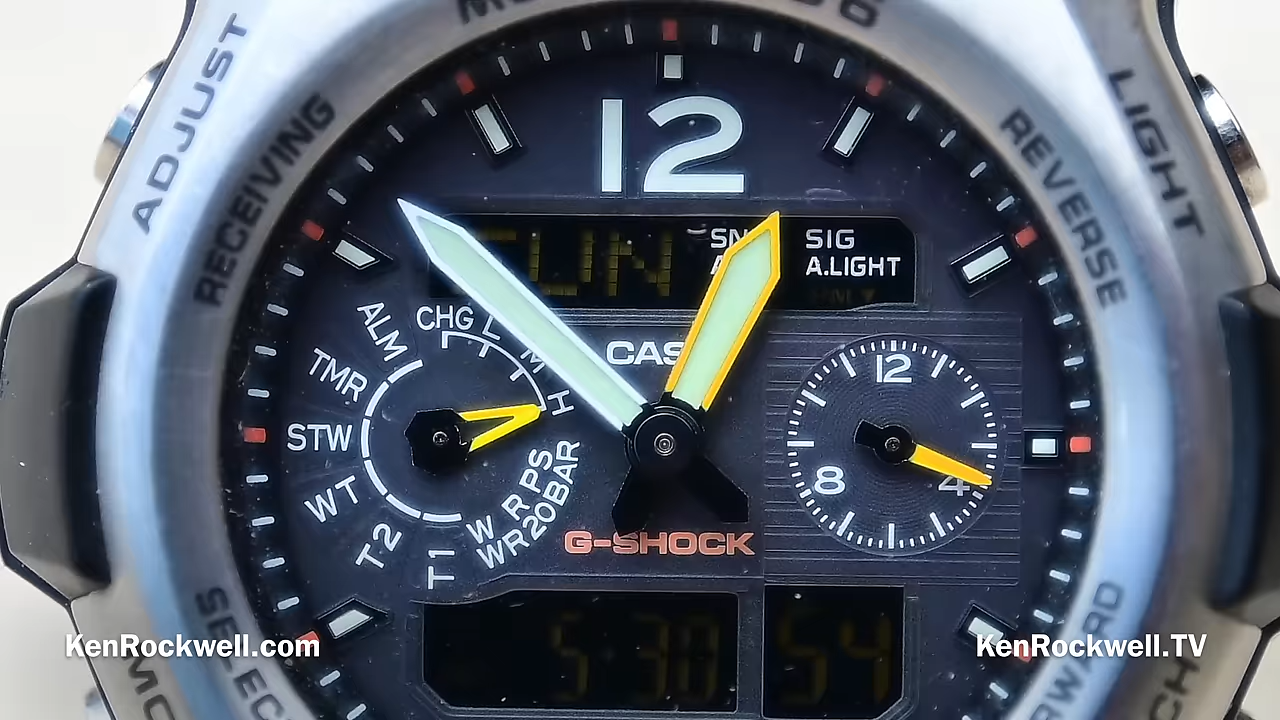 ADJUST
RECEIVING
LIGHT
REVERSE
12
SUN
SIG
A.LIGHT
CHG L M H
ALM
TMR
STW
WT
T2
T1
W
R PS
WR20BAR
12
4
8
G-SHOCK
5:30 54
KenRockwell.com
KenRockwell.TV